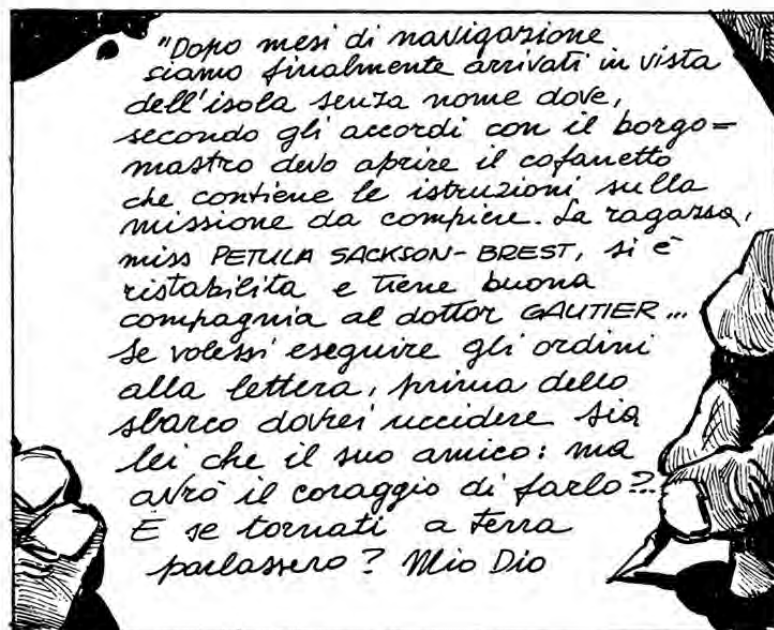 "Dopo mesi di navigazione
siamo finalmente arrivati in vista
dell'isola senza nome dove,
secondo gli accordi con il borgo=
mastro devo aprire il cofanetto
che contiene le istruzioni sulla
missione da compiere. La ragazza,
miss PETULA SACKSON-BREST, si è
ristabilita e tiene buona
compagnia al dottor GAUTIER...
Se volessi eseguire gli ordini
alla lettera, prima dello
sbarco dovrei uccidere sia
lei che il suo amico: ma
avrò il coraggio di farlo?..
E se tornati a terra
parlassero? Mio Dio